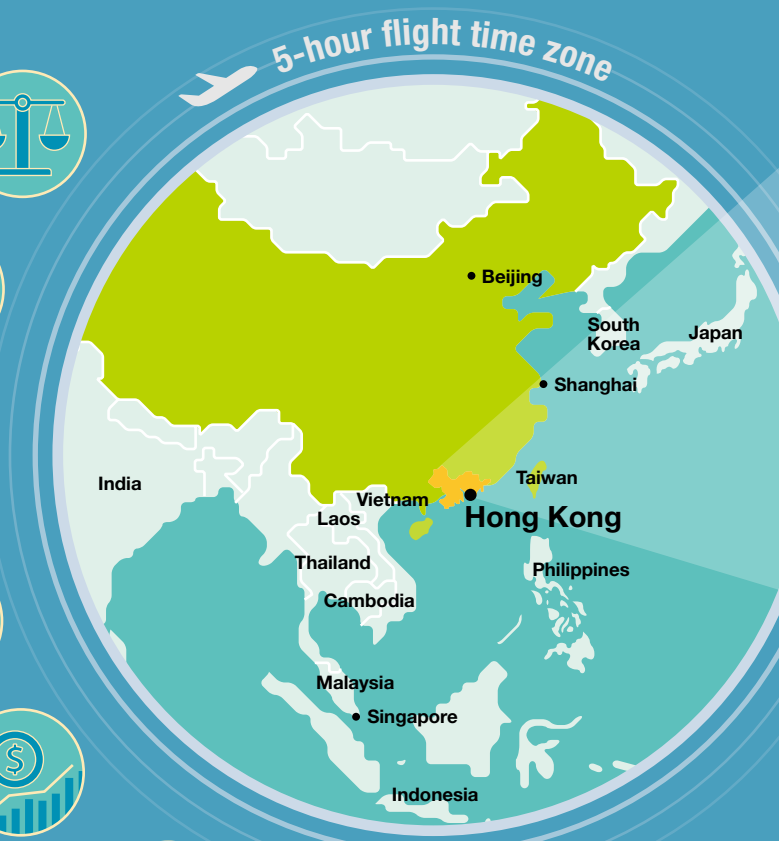 5-hour flight time zone
Beijing
South
Korea
Japan
Shanghai
India
Taiwan
Vietnam
Hong Kong
Laos
Thailand
Philippines
Cambodia
Malaysia
Singapore
$
Indonesia